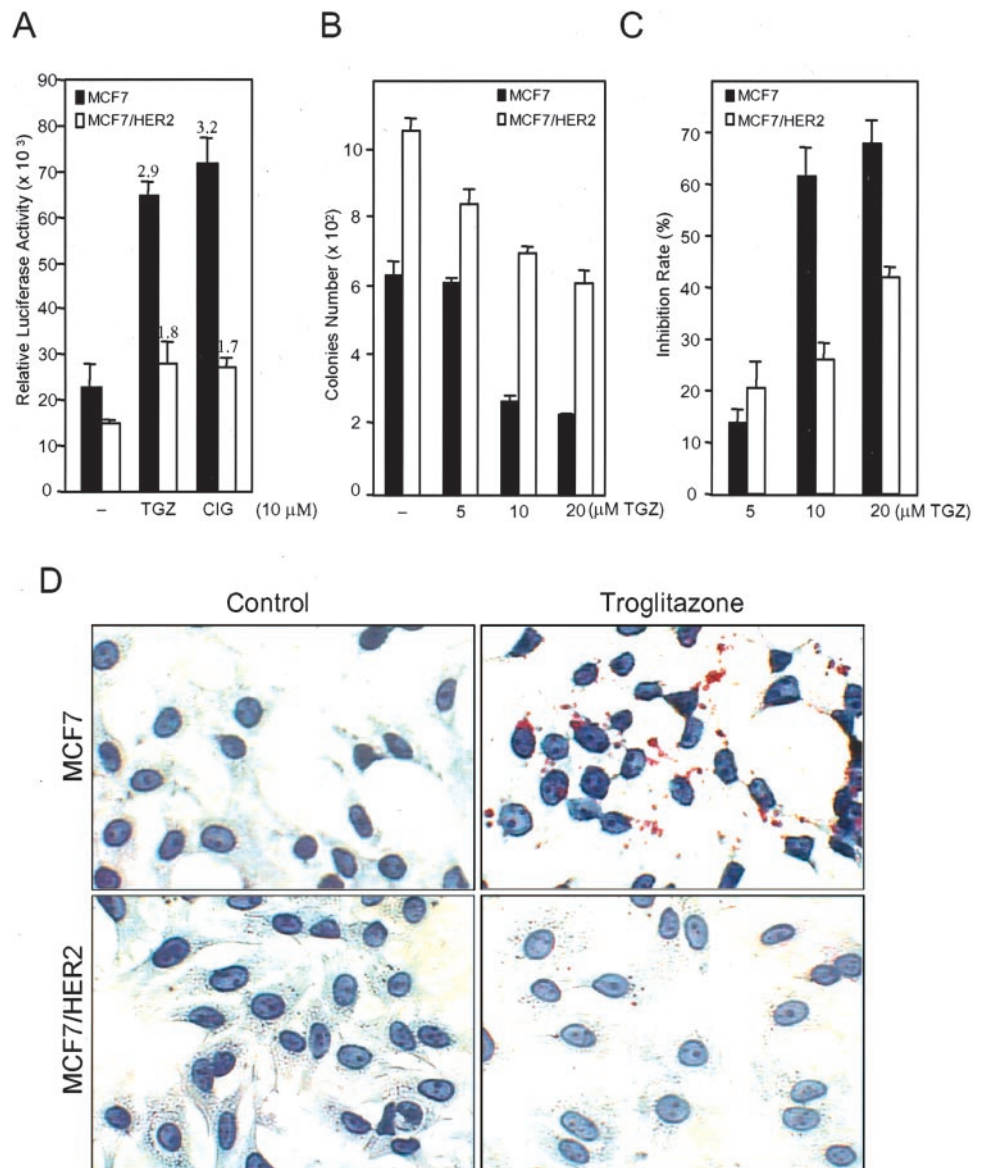 A
Relative Luciferase Activity (x 10 3)
90
80
70
60
50
40
30
20
10
0
MCF7
MCF7/HER2
2.9
1.8
3.2
1.7
– TGZ CIG (10 μM)
B
Colonies Number (x 10²)
10
8
6
4
2
0
MCF7
MCF7/HER2
– 5 10 20 (μM TGZ)
C
Inhibition Rate (%)
70
60
50
40
30
20
10
0
MCF7
MCF7/HER2
5 10 20 (μM TGZ)
D
Control Troglitazone
MCF7
MCF7/HER2